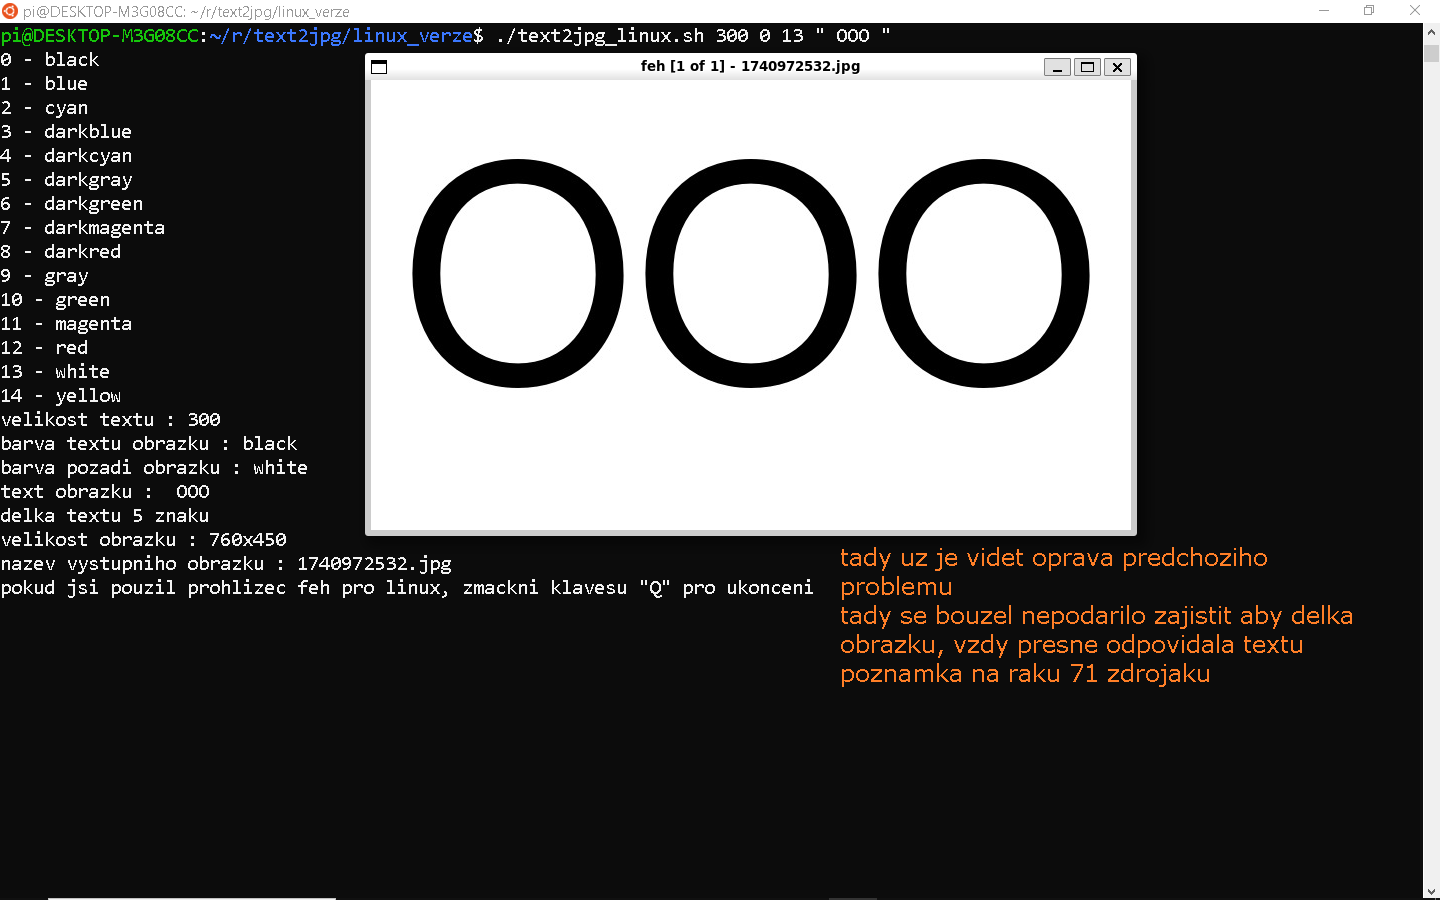 pi@DESKTOP-M3G08CC: ~/r/text2jpg/linux_verze
pi@DESKTOP-M3G08CC:~/r/text2jpg/linux_verze$ ./text2jpg_linux.sh 300 0 13 " OOO "
0 - black
1 - blue
2 - cyan
3 - darkblue
4 - darkcyan
5 - darkgray
6 - darkgreen
7 - darkmagenta
8 - darkred
9 - gray
10 - green
11 - magenta
12 - red
13 - white
14 - yellow
velikost textu : 300
barva textu obrazku : black
barva pozadi obrazku : white
text obrazku :  OOO
delka textu 5 znaku
velikost obrazku : 760x450
nazev vystupniho obrazku : 1740972532.jpg
pokud jsi pouzil prohlizec feh pro linux, zmackni klavesu "Q" pro ukonceni
feh [1 of 1] - 1740972532.jpg
OOO
tady uz je videt oprava predchoziho
problemu
tady se bouzel nepodarilo zajistit aby delka
obrazku, vzdy presne odpovidala textu
poznamka na raku 71 zdrojaku